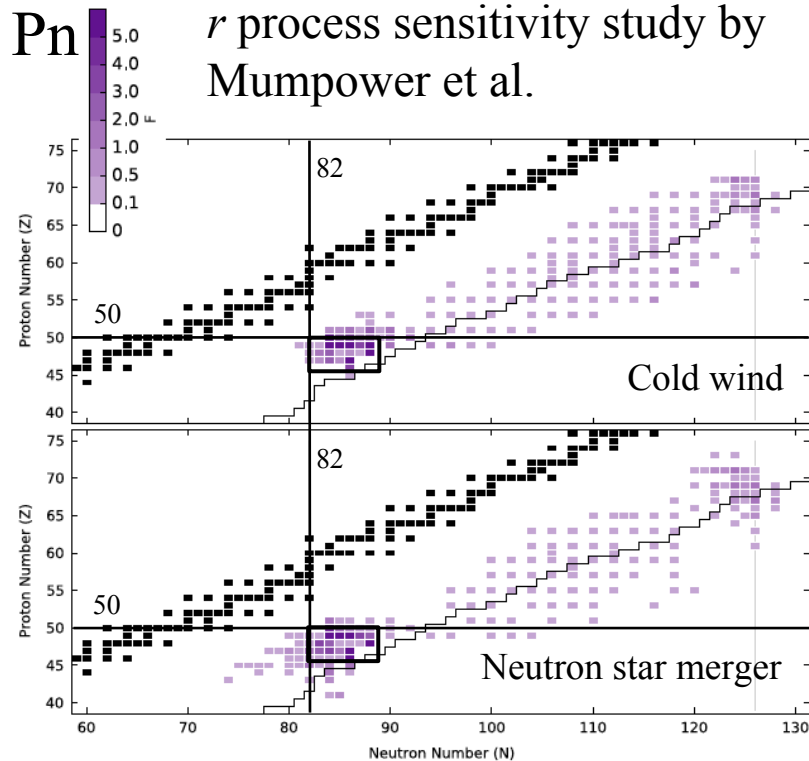 Pn
r process sensitivity study by
Mumpower et al.
5.0
4.0
3.0
2.0
1.0
0.5
0.1
0
F
75
70
65
60
55
50
45
40
Proton Number (Z)
82
50
Cold wind
75
70
65
60
55
50
45
40
Proton Number (Z)
82
50
Neutron star merger
60 70 80 90 100 110 120 130
Neutron Number (N)